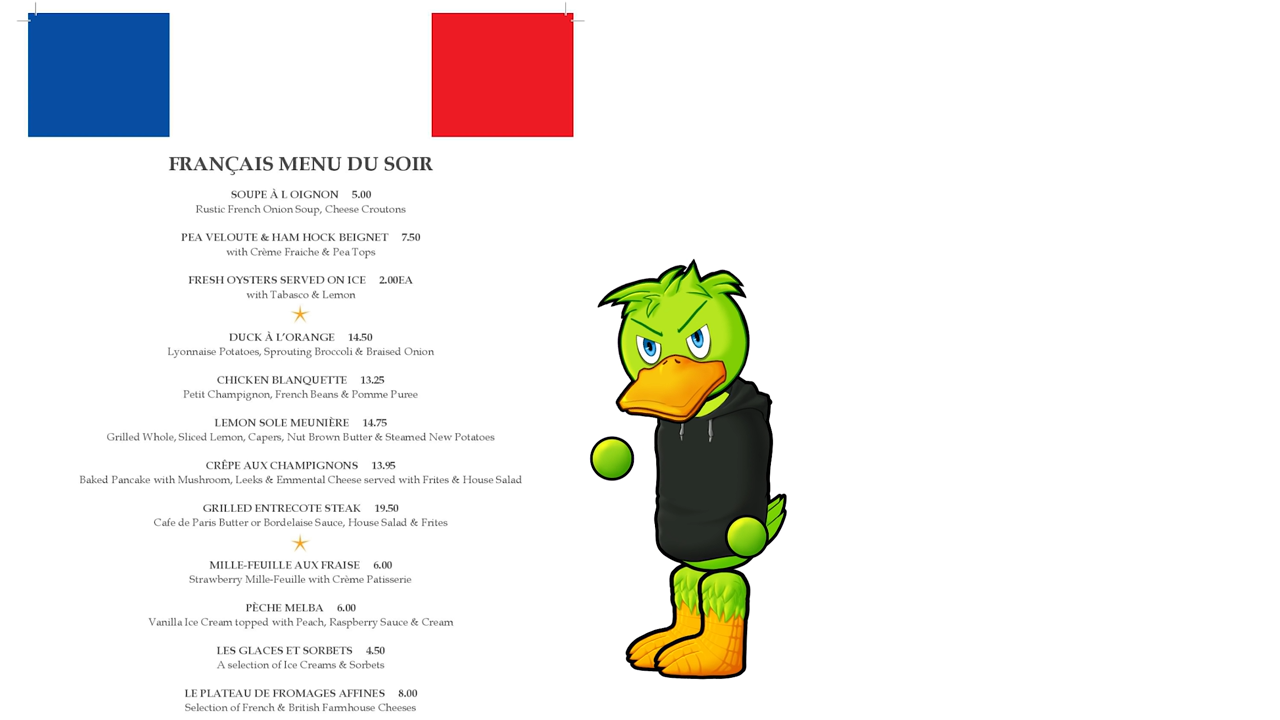 FRANÇAIS MENU DU SOIR
SOUPE À L OIGNON 5.00
Rustic French Onion Soup, Cheese Croutons
PEA VELOUTE & HAM HOCK BEIGNET 7.50
with Crème Fraiche & Pea Tops
FRESH OYSTERS SERVED ON ICE 2.00EA
with Tabasco & Lemon
DUCK À L'ORANGE 14.50
Lyonnaise Potatoes, Sprouting Broccoli & Braised Onion
CHICKEN BLANQUETTE 13.25
Petit Champignon, French Beans & Pomme Puree
LEMON SOLE MEUNIÈRE 14.75
Grilled Whole, Sliced Lemon, Capers, Nut Brown Butter & Steamed New Potatoes
CRÊPE AUX CHAMPIGNONS 13.95
Baked Pancake with Mushroom, Leeks & Emmental Cheese served with Frites & House Salad
GRILLED ENTRECOTE STEAK 19.50
Cafe de Paris Butter or Bordelaise Sauce, House Salad & Frites
MILLE-FEUILLE AUX FRAISE 6.00
Strawberry Mille-Feuille with Crème Patisserie
PÈCHE MELBA 6.00
Vanilla Ice Cream topped with Peach, Raspberry Sauce & Cream
LES GLACES ET SORBETS 4.50
A selection of Ice Creams & Sorbets
LE PLATEAU DE FROMAGES AFFINES 8.00
Selection of French & British Farmhouse Cheeses